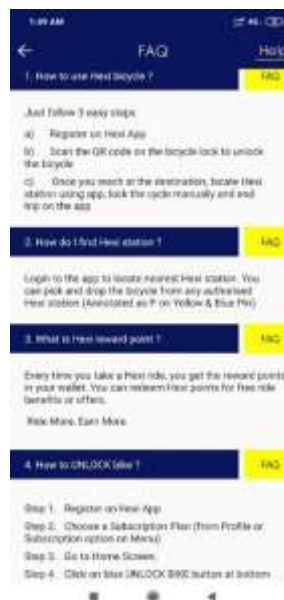 1:49 AM
FAQ
Help
1. How to use Hexi bicycle ?
FAQ
Just follow 3 easy steps
a) Register on Hexi App
b) Scan the QR code on the bicycle lock to unlock
the bicycle
c) Once you reach at the destination, locate Hexi
station using app, lock the cycle manually and end
trip on the app
2. How do I find Hexi station ?
FAQ
Login to the app to locate nearest Hexi station. You
can pick and drop the bicycle from any authorised
Hexi station (Annotated as P on Yellow & Blue Pin)
3. What is Hexi reward point ?
FAQ
Every time you take a Hexi ride, you get the reward points
in your wallet. You can redeem Hexi points for free ride
benefits or offers.
Ride More, Earn More.
4. How to UNLOCK bike ?
FAQ
Step 1. Register on Hexi App
Step 2. Choose a Subscription Plan (from Profile or
Subscription option on Menu)
Step 3. Go to Home Screen.
Step 4. Click on blue UNLOCK BIKE button at bottom